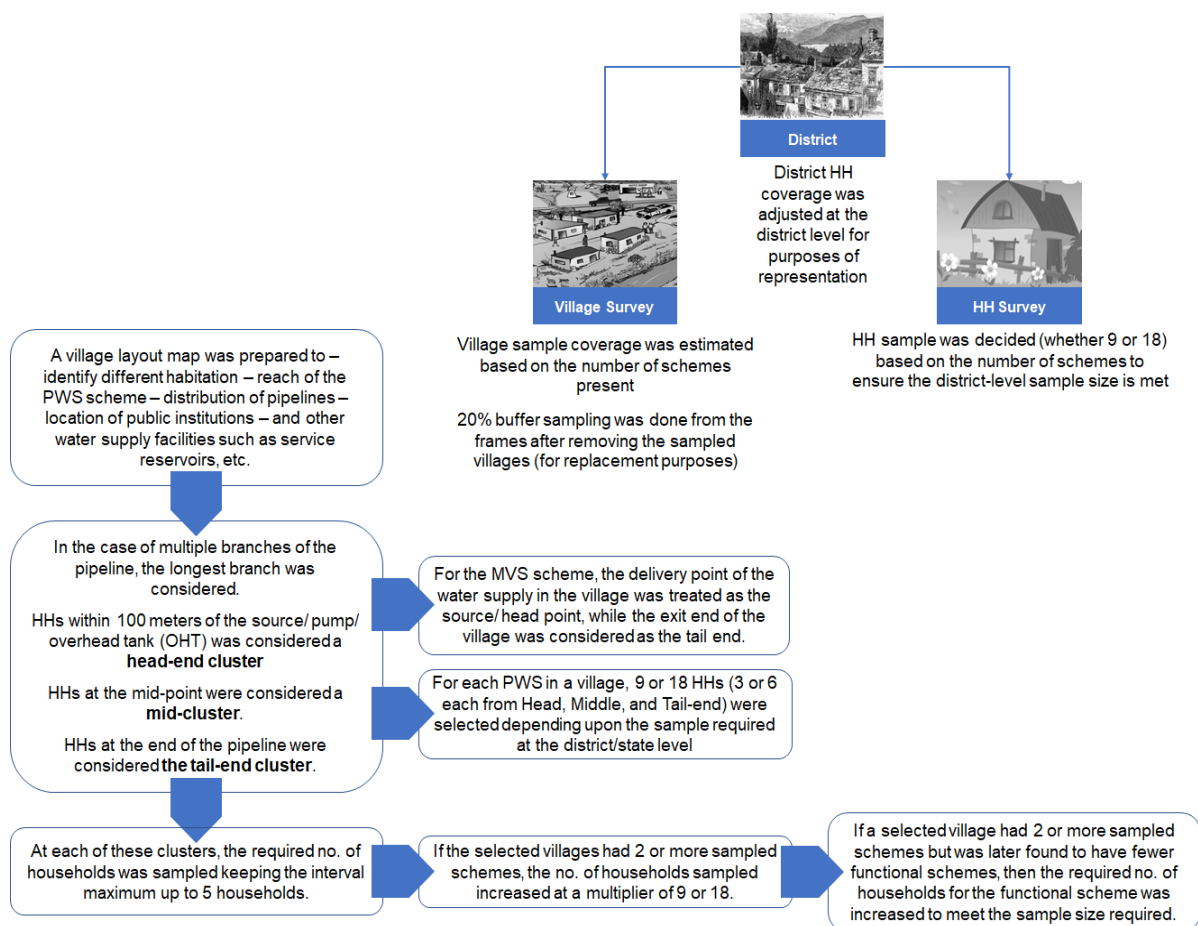 District
District HH
coverage was
adjusted at the
district level for
purposes of
representation
Village Survey
Village sample coverage was estimated
based on the number of schemes
present
20% buffer sampling was done from the
frames after removing the sampled
villages (for replacement purposes)
HH Survey
HH sample was decided (whether 9 or 18)
based on the number of schemes to
ensure the district-level sample size is met
A village layout map was prepared to –
identify different habitation – reach of the
PWS scheme – distribution of pipelines –
location of public institutions – and other
water supply facilities such as service
reservoirs, etc.
In the case of multiple branches of the
pipeline, the longest branch was
considered.
HHs within 100 meters of the source/ pump/
overhead tank (OHT) was considered a
head-end cluster
HHs at the mid-point were considered a
mid-cluster.
HHs at the end of the pipeline were
considered the tail-end cluster.
For the MVS scheme, the delivery point of the
water supply in the village was treated as the
source/ head point, while the exit end of the
village was considered as the tail end.
For each PWS in a village, 9 or 18 HHs (3 or 6
each from Head, Middle, and Tail-end) were
selected depending upon the sample required
at the district/state level
At each of these clusters, the required no. of
households was sampled keeping the interval
maximum up to 5 households.
If the selected villages had 2 or more sampled
schemes, the no. of households sampled
increased at a multiplier of 9 or 18.
If a selected village had 2 or more sampled
schemes but was later found to have fewer
functional schemes, then the required no. of
households for the functional scheme was
increased to meet the sample size required.